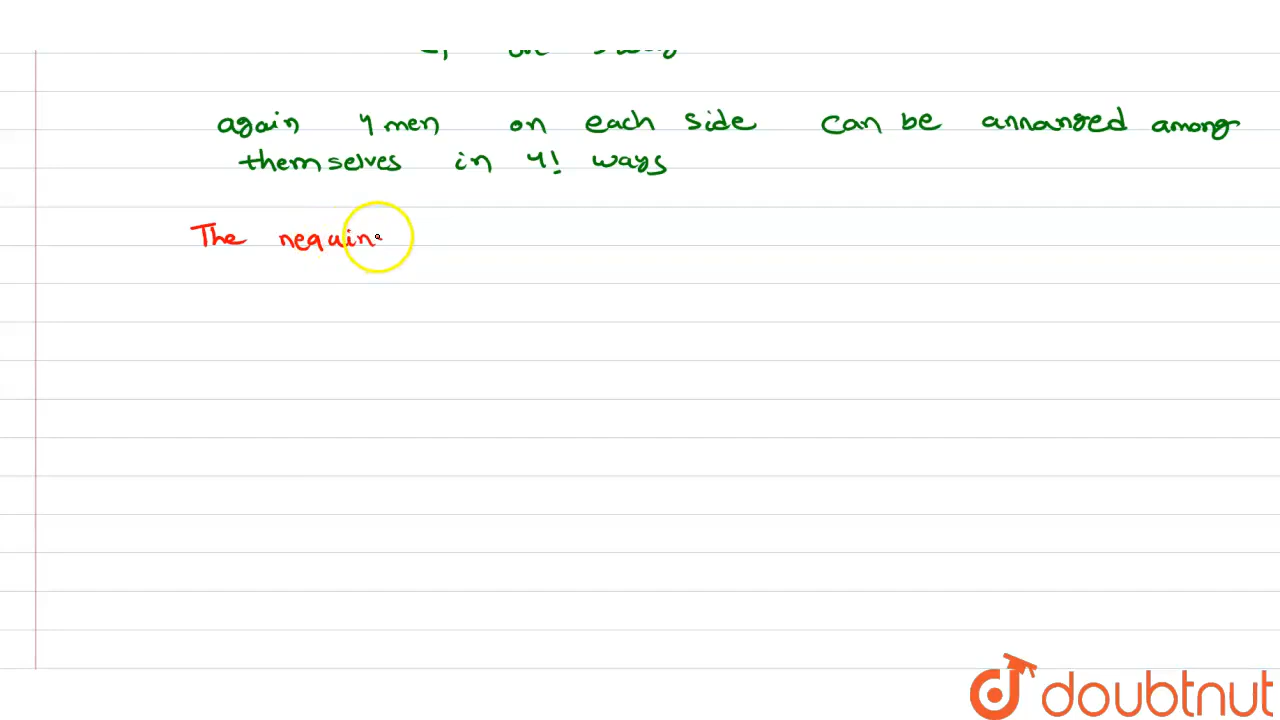 again 4 men on each side can be arranged among
themselves in 4! ways
The requir
doubtnut